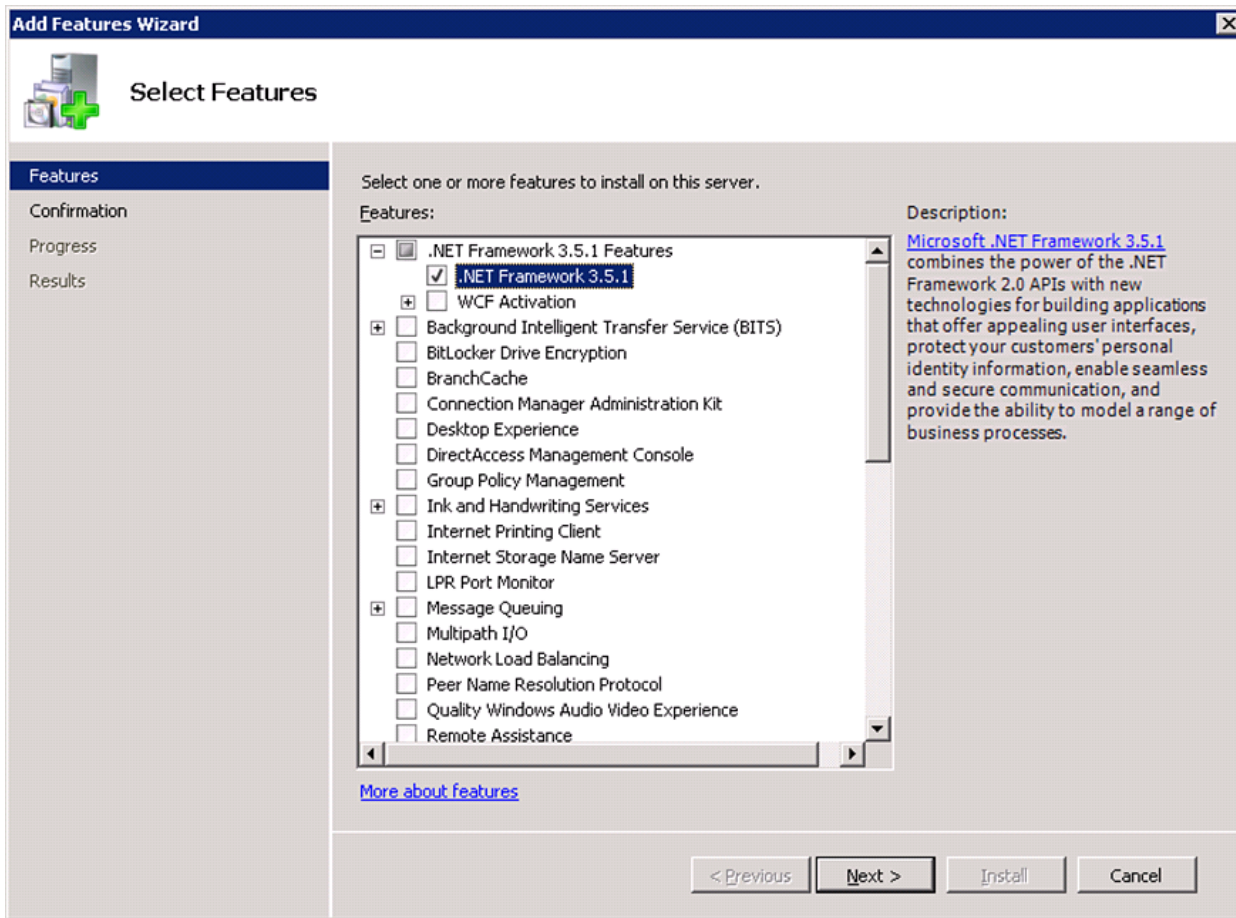 Add Features Wizard
Select Features
Features
Confirmation
Progress
Results
Select one or more features to install on this server.
Features:
.NET Framework 3.5.1 Features
.NET Framework 3.5.1
WCF Activation
Background Intelligent Transfer Service (BITS)
BitLocker Drive Encryption
BranchCache
Connection Manager Administration Kit
Desktop Experience
DirectAccess Management Console
Group Policy Management
Ink and Handwriting Services
Internet Printing Client
Internet Storage Name Server
LPR Port Monitor
Message Queuing
Multipath I/O
Network Load Balancing
Peer Name Resolution Protocol
Quality Windows Audio Video Experience
Remote Assistance
More about features
Description:
Microsoft .NET Framework 3.5.1
combines the power of the .NET
Framework 2.0 APIs with new
technologies for building applications
that offer appealing user interfaces,
protect your customers' personal
identity information, enable seamless
and secure communication, and
provide the ability to model a range of
business processes.
< Previous
Next >
Install
Cancel